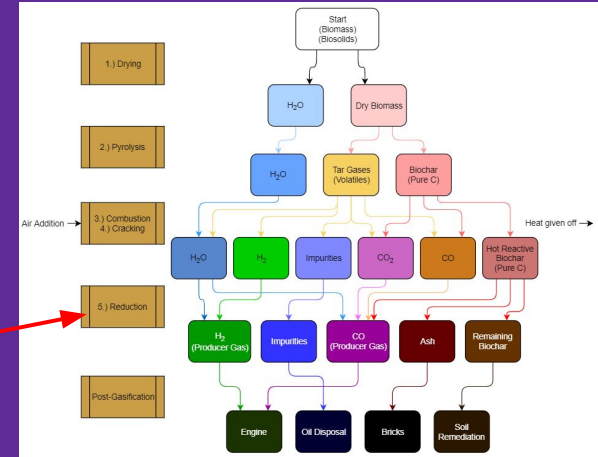 Start
(Biomass)
(Biosolids)
1.) Drying
H₂O
Dry Biomass
2.) Pyrolysis
H₂O
Tar Gases
(Volatiles)
Biochar
(Pure C)
Air Addition
3.) Combustion
4.) Cracking
Heat given off
H₂O
H₂
Impurities
CO₂
CO
Hot Reactive
Biochar
(Pure C)
5.) Reduction
H₂
(Producer Gas)
Impurities
CO
(Producer Gas)
Ash
Remaining
Biochar
Post-Gasification
Engine
Oil Disposal
Bricks
Soil
Remediation